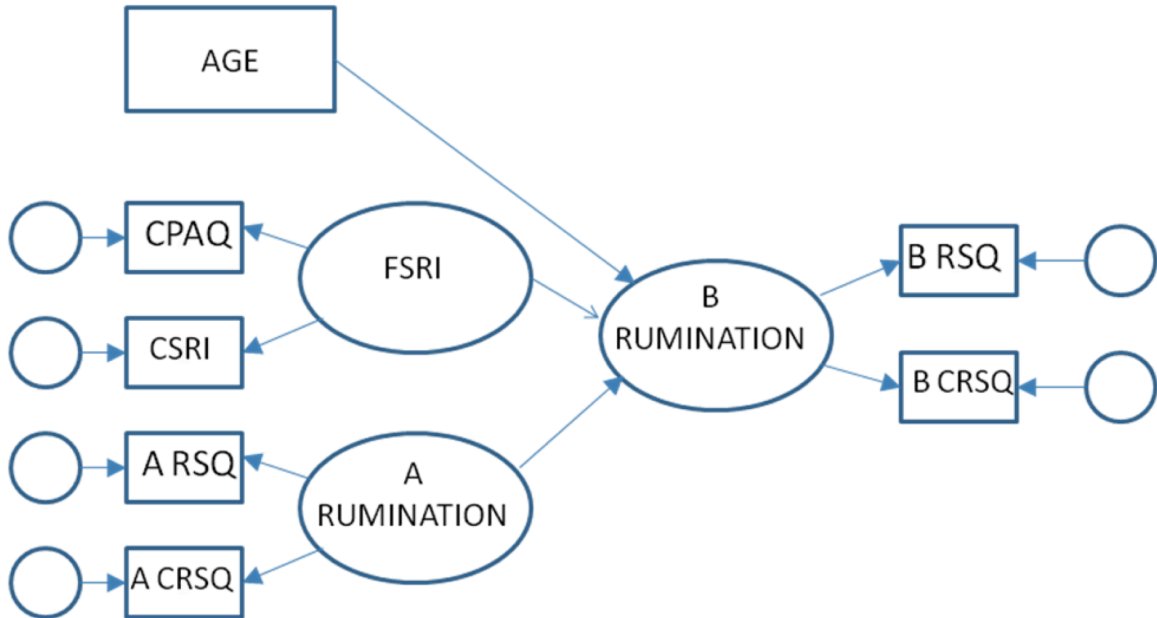 AGE
CPAQ
FSRI
CSRI
B
RUMINATION
B RSQ
B CRSQ
A RSQ
A
RUMINATION
A CRSQ